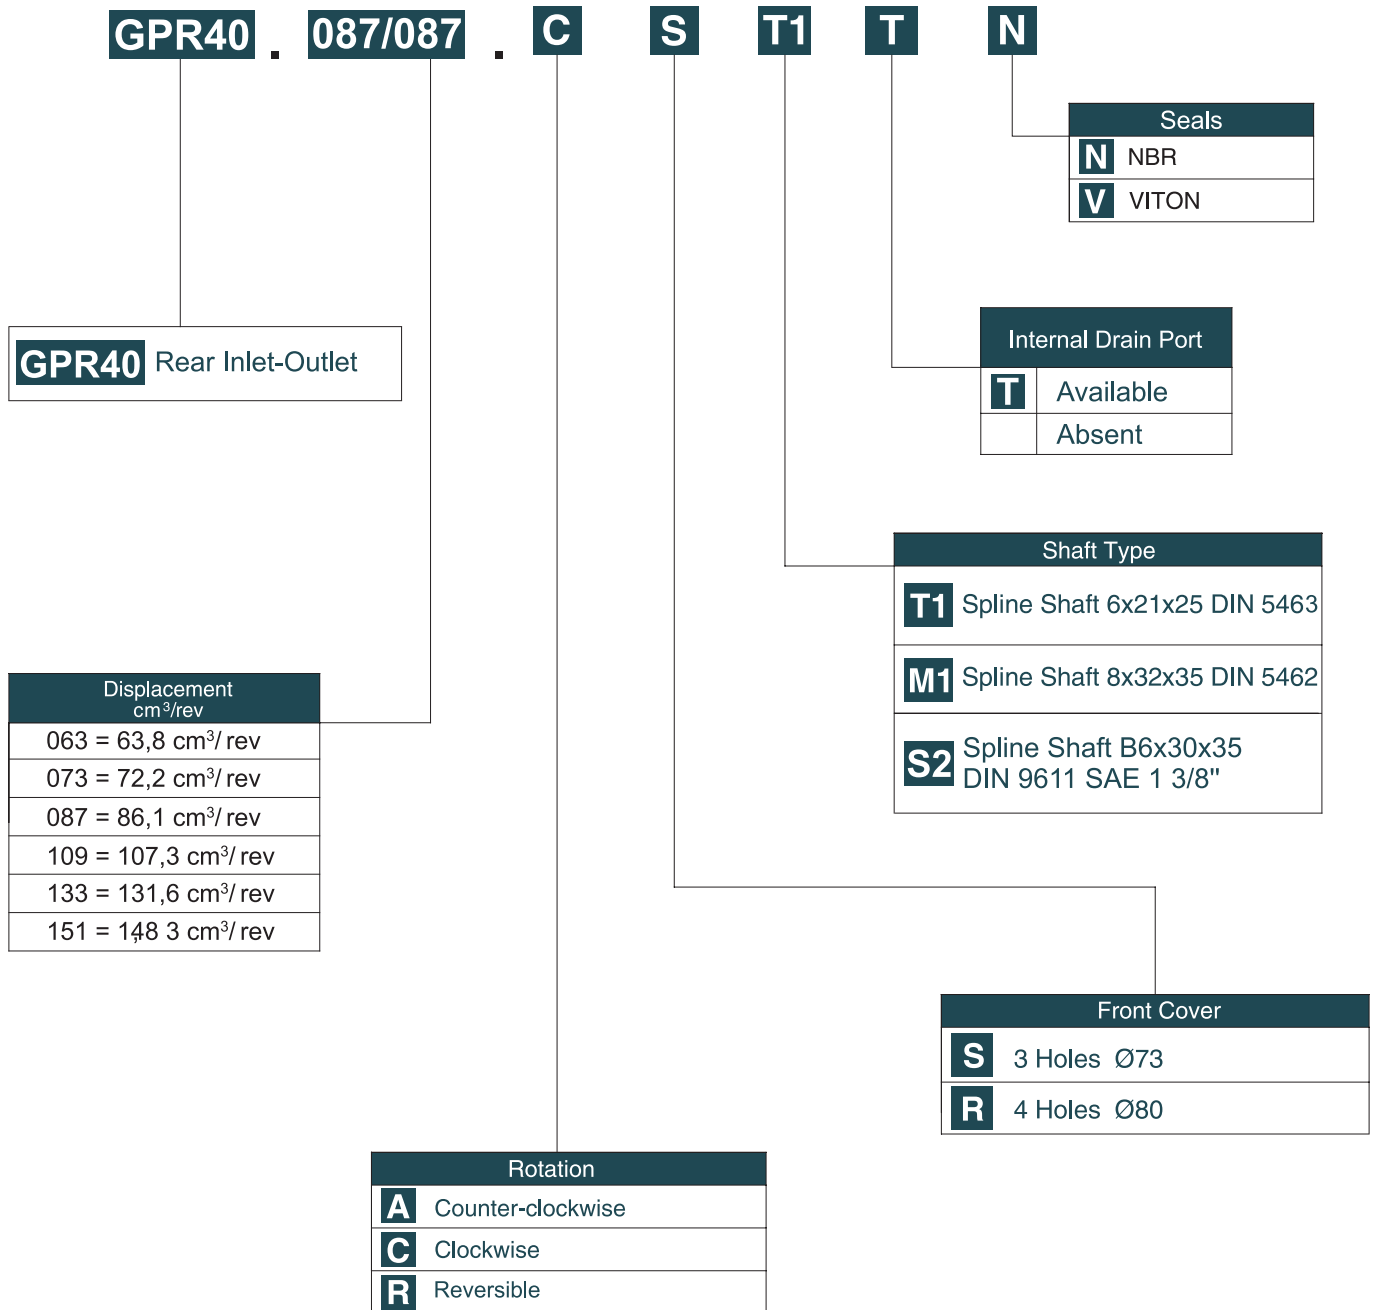 GPR40 . 087/087 . C S T1 T N
Seals
N NBR
V VITON
GPR40 Rear Inlet-Outlet
Internal Drain Port
T Available
Absent
Shaft Type
T1 Spline Shaft 6x21x25 DIN 5463
M1 Spline Shaft 8x32x35 DIN 5462
S2 Spline Shaft B6x30x35
DIN 9611 SAE 1 3/8"
Displacement
cm³/rev
063 = 63,8 cm³/ rev
073 = 72,2 cm³/ rev
087 = 86,1 cm³/ rev
109 = 107,3 cm³/ rev
133 = 131,6 cm³/ rev
151 = 148,3 cm³/ rev
Front Cover
S 3 Holes Ø73
R 4 Holes Ø80
Rotation
A Counter-clockwise
C Clockwise
R Reversible